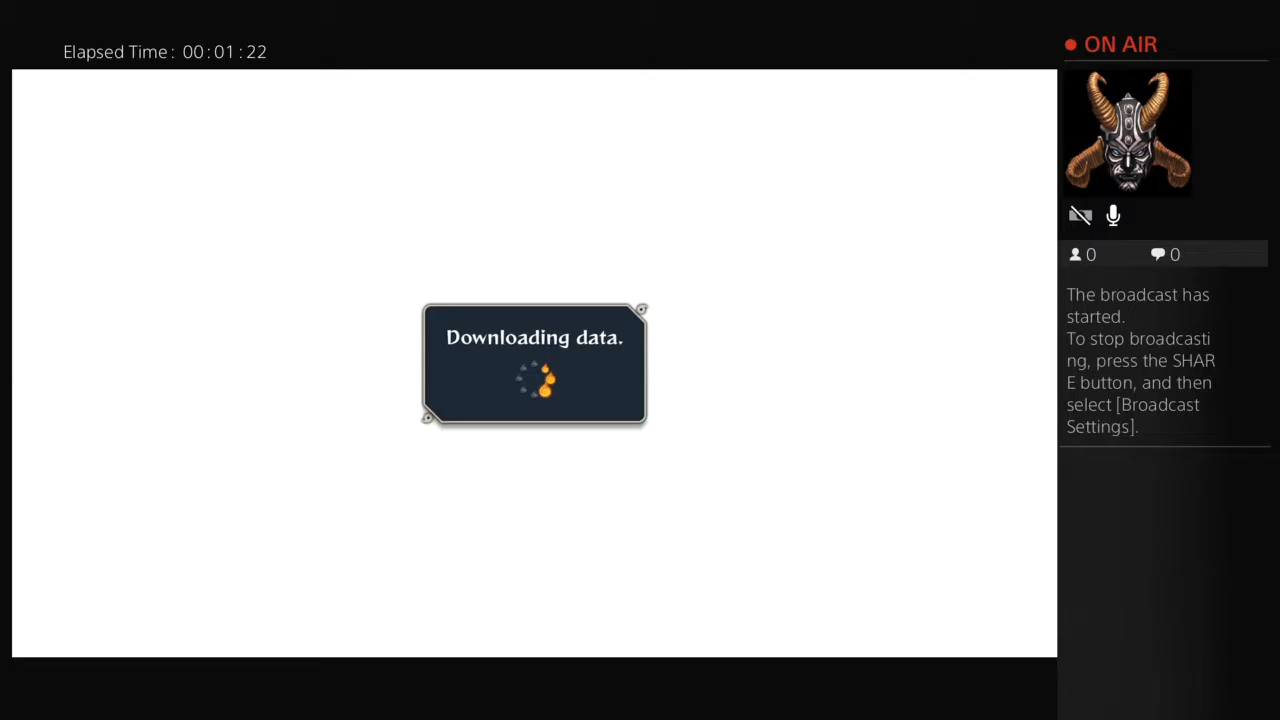 Elapsed Time: 00:01:22
ON AIR
0 0
The broadcast has
started.
To stop broadcasti
ng, press the SHAR
E button, and then
select [Broadcast
Settings].
Downloading data.